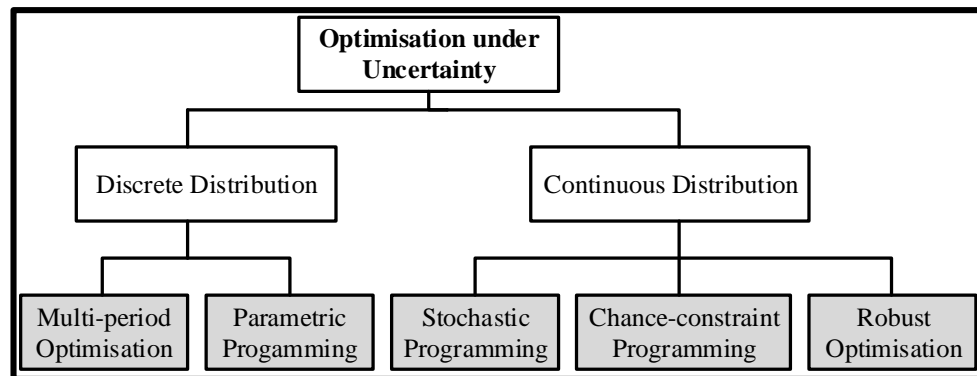 Optimisation under
Uncertainty
Discrete Distribution
Continuous Distribution
Multi-period
Optimisation
Parametric
Progamming
Stochastic
Programming
Chance-constraint
Programming
Robust
Optimisation